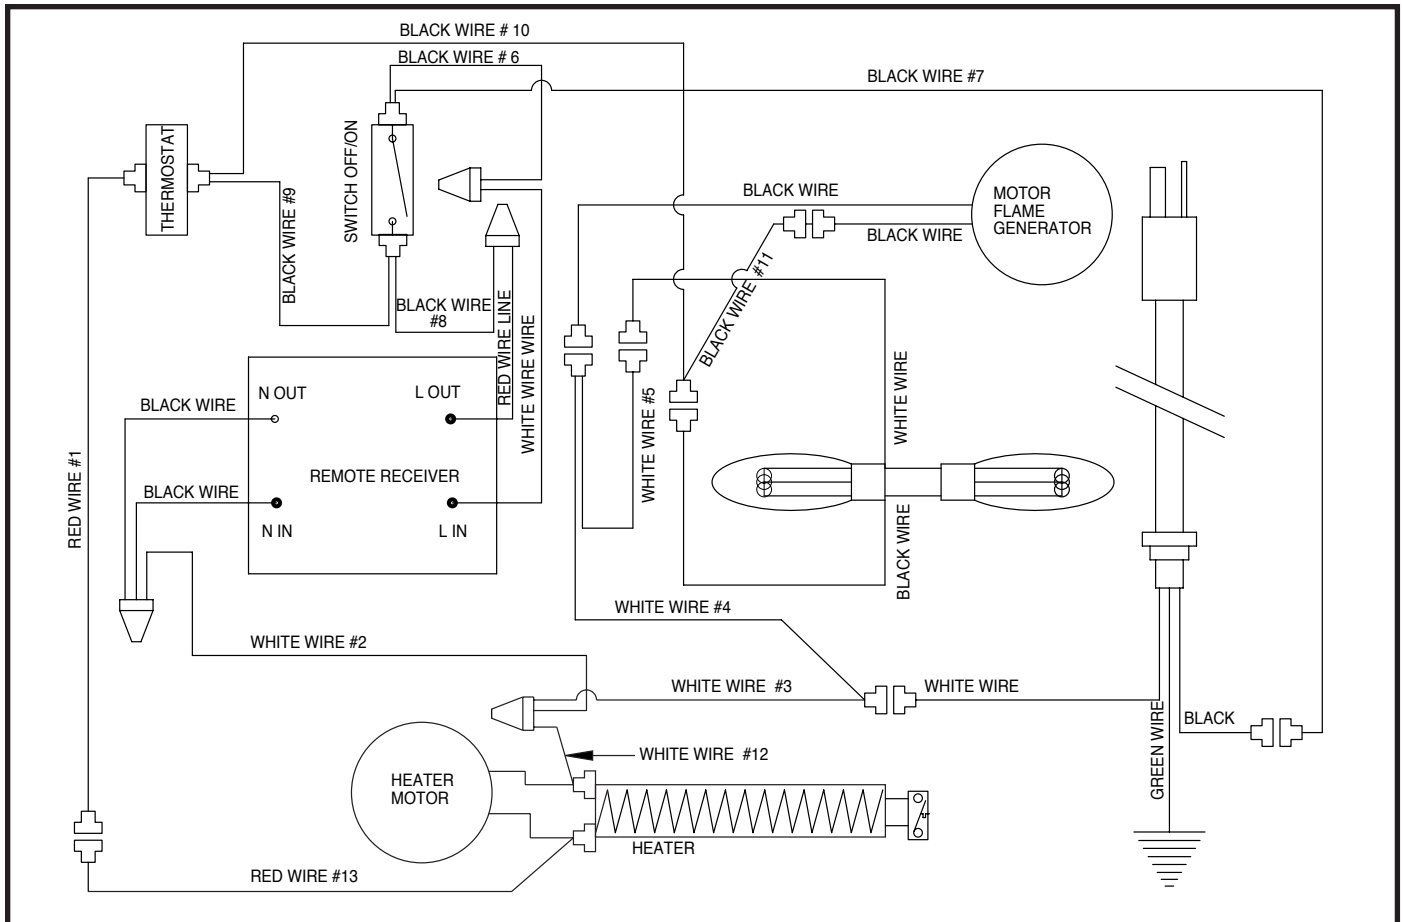 BLACK WIRE # 10
BLACK WIRE # 6
BLACK WIRE #7
THERMOSTAT
SWITCH OFF/ON
BLACK WIRE #9
BLACK WIRE
#8
RED WIRE LINE
WHITE WIRE WIRE
BLACK WIRE
BLACK WIRE
MOTOR
FLAME
GENERATOR
BLACK WIRE #11
N OUT
L OUT
BLACK WIRE
REMOTE RECEIVER
BLACK WIRE
N IN
L IN
RED WIRE #1
WHITE WIRE #5
WHITE WIRE
BLACK WIRE
WHITE WIRE #4
WHITE WIRE #2
WHITE WIRE #3
WHITE WIRE
GREEN WIRE
BLACK
WHITE WIRE #12
HEATER
MOTOR
HEATER
RED WIRE #13